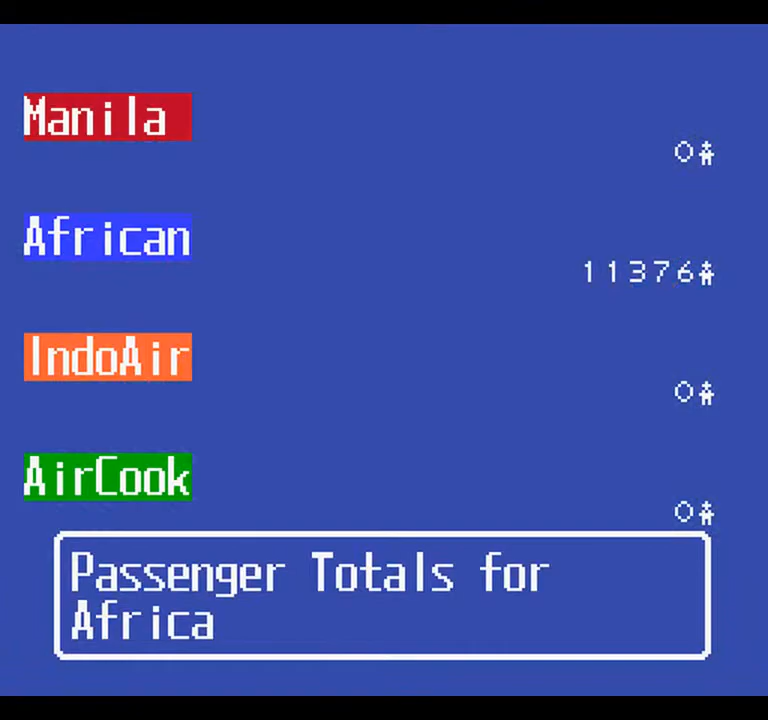 Manila
0
African
11376
IndoAir
0
AirCook
0
Passenger Totals for
Africa